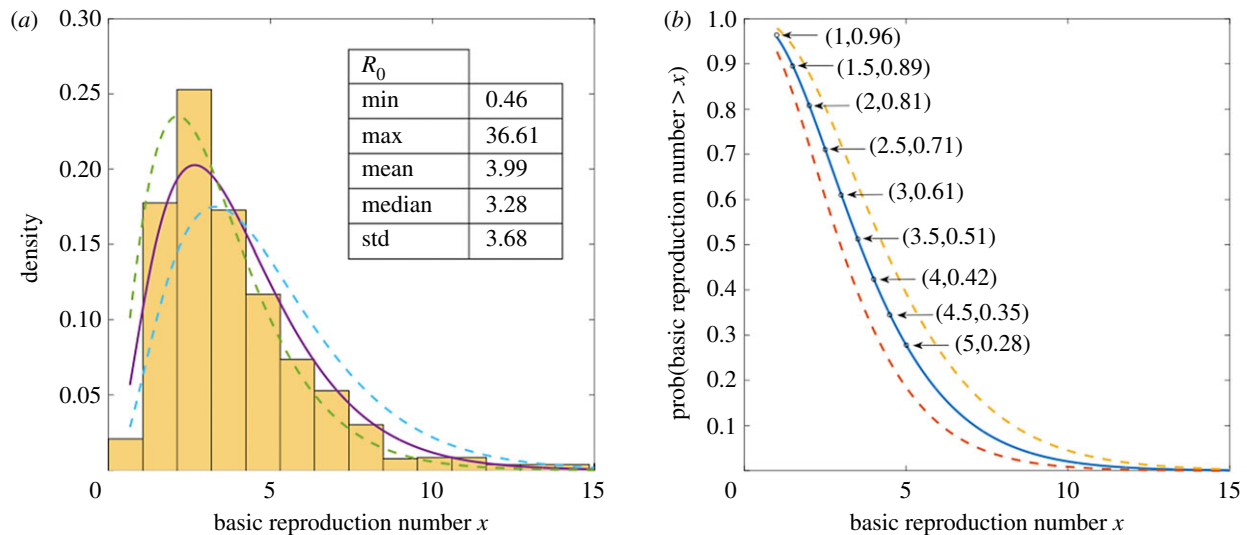 (a)
0.30
0.25
0.20
0.15
0.10
0.05
density
0 5 10 15
basic reproduction number x
R0
min 0.46
max 36.61
mean 3.99
median 3.28
std 3.68
(b)
1.0
0.9
0.8
0.7
0.6
0.5
0.4
0.3
0.2
0.1
prob(basic reproduction number > x)
(1,0.96)
(1.5,0.89)
(2,0.81)
(2.5,0.71)
(3,0.61)
(3.5,0.51)
(4,0.42)
(4.5,0.35)
(5,0.28)
0 5 10 15
basic reproduction number x